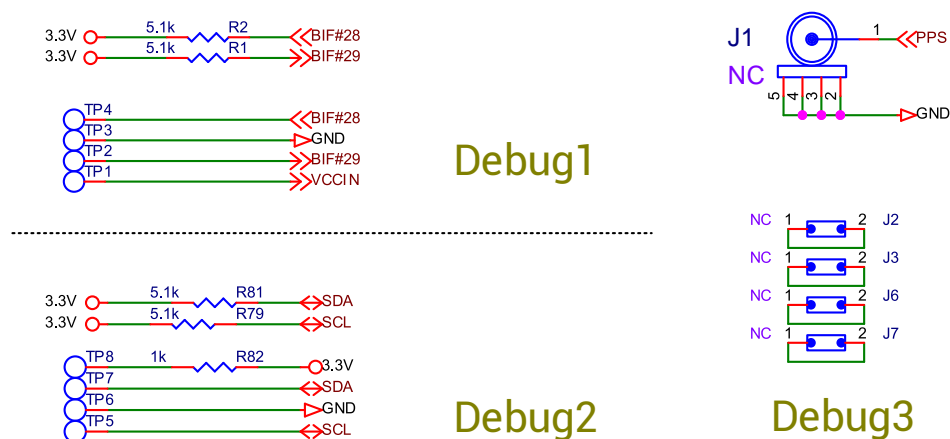 3.3V 5.1k R2 BIF#28
3.3V 5.1k R1 BIF#29
TP4 BIF#28
TP3 GND
TP2 BIF#29
TP1 VCCIN
Debug1
J1 1 PPS
NC
5 4 3 2 GND
3.3V 5.1k R81 SDA
3.3V 5.1k R79 SCL
TP8 1k R82 3.3V
TP7 SDA
TP6 GND
TP5 SCL
Debug2
NC 1 2 J2
NC 1 2 J3
NC 1 2 J6
NC 1 2 J7
Debug3